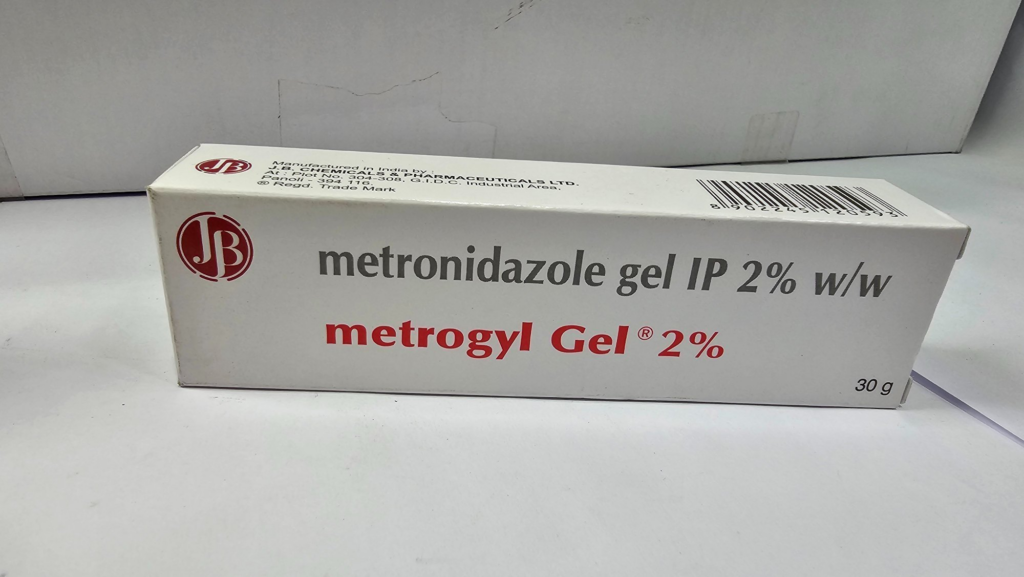 JB
Manufactured in India by :
J.B. CHEMICALS & PHARMACEUTICALS LTD.
At : Plot No. 304-308, G.I.D.C. Industrial Area,
Panoli - 394 116.
® Regd. Trade Mark
JB
metronidazole gel IP 2% w/w
metrogyl Gel® 2%
30 g